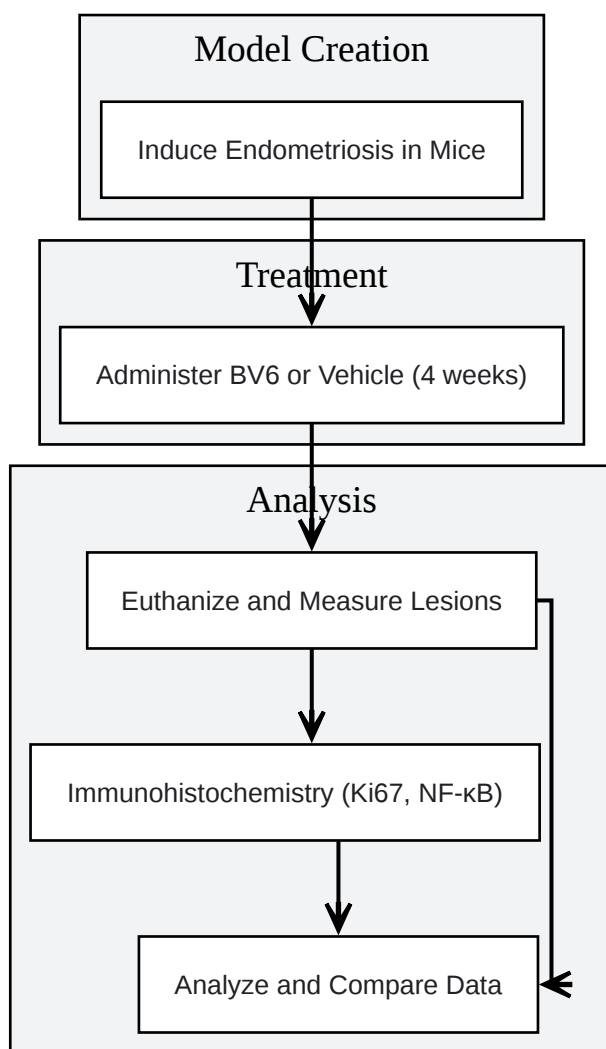 Model Creation
Induce Endometriosis in Mice
Treatment
Administer BV6 or Vehicle (4 weeks)
Analysis
Euthanize and Measure Lesions
Immunohistochemistry (Ki67, NF-κB)
Analyze and Compare Data